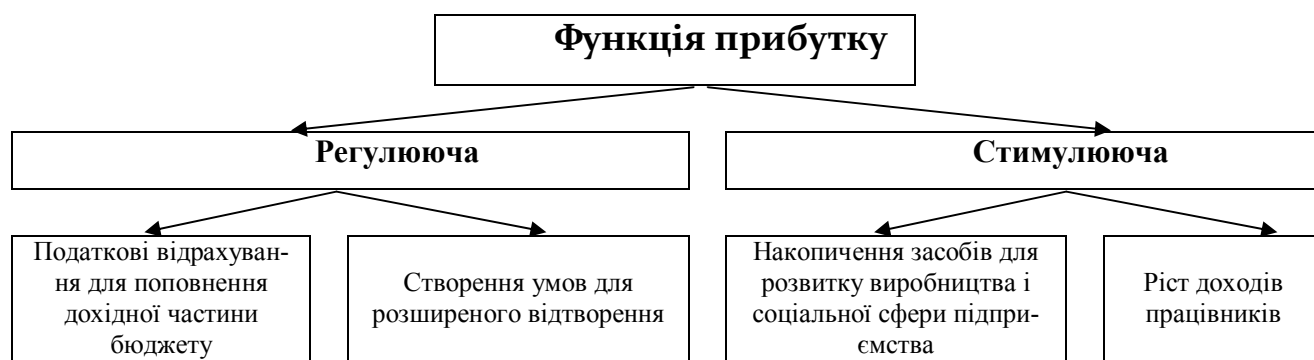 Функція прибутку
Регулююча
Стимулююча
Податкові відрахуван-
ня для поповнення
дохідної частини
бюджету
Створення умов для
розширеного відтворення
Накопичення засобів для
розвитку виробництва і
соціальної сфери підпри-
ємства
Ріст доходів
працівників